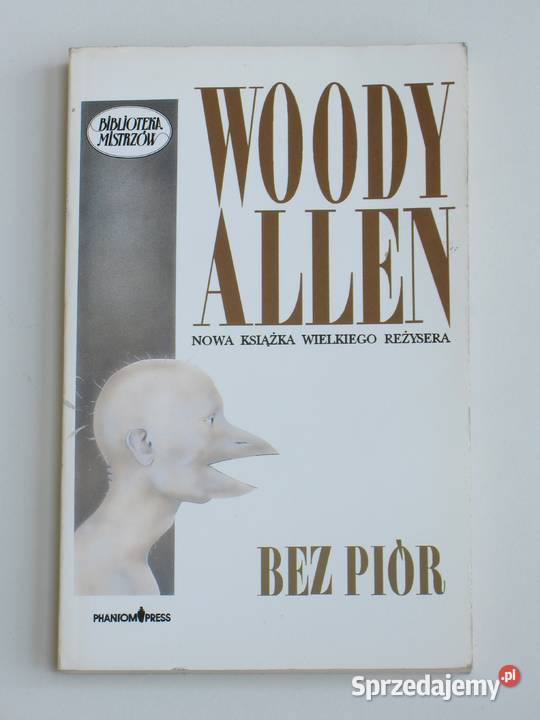 WOODY
ALLEN
NOWA KSIĄŻKA WIELKIEGO REŻYSERA
BIBLIOTEKA
MISTRZÓW
BEZ PIÓR
PHANTOM PRESS
Sprzedajemy.pl